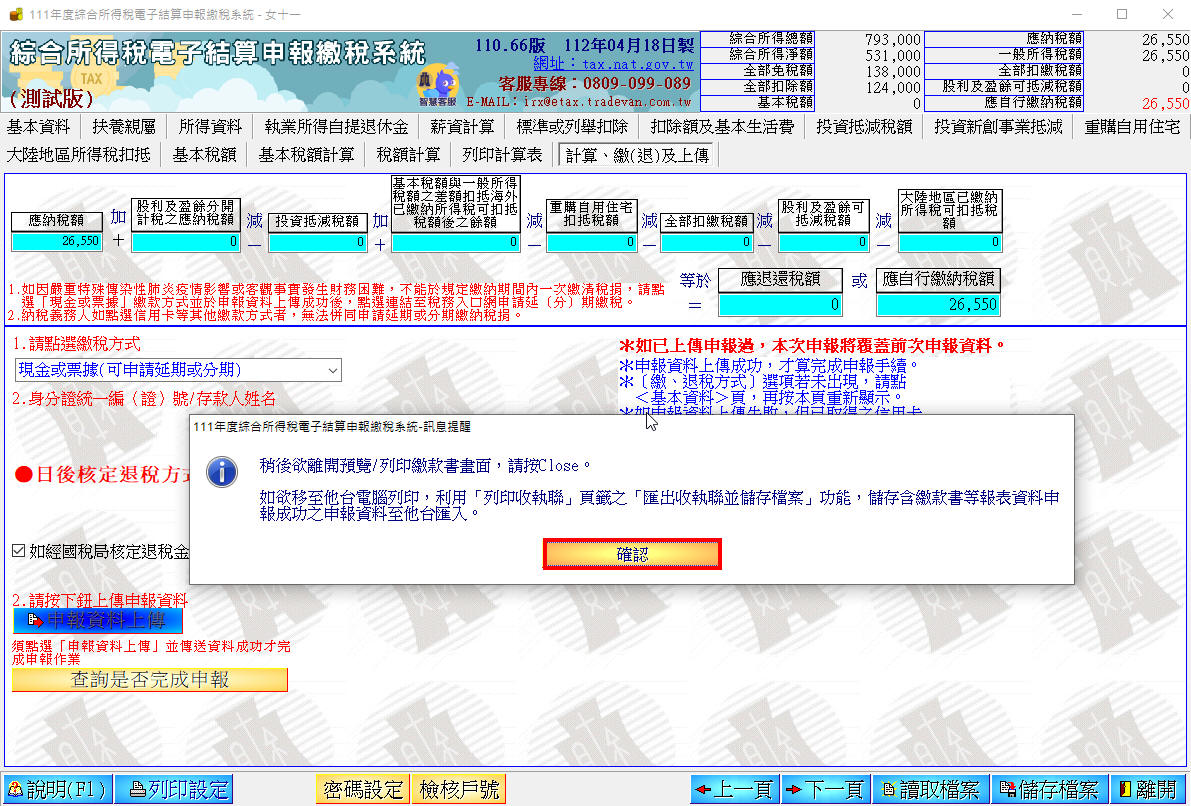 111年度綜合所得稅電子結算申報繳稅系統 - 女十一
綜合所得稅電子結算申報繳稅系統
(測試版)
TAX
110.66版 112年04月18日製
網址：tax.nat.gov.tw
客服專線：0809-099-089
E-MAIL：irx@etax.tradevan.com.tw
智慧客服
綜合所得總額 793,000 應納稅額 26,550
綜合所得淨額 531,000 一般所得稅額 26,550
全部免稅額 138,000 全部扣繳稅額 0
全部扣除額 124,000 股利及盈餘可抵減稅額 0
基本稅額 0 應自行繳納稅額 26,550
基本資料 扶養親屬 所得資料 執業所得自提退休金 薪資計算 標準或列舉扣除 扣除額及基本生活費 投資抵減稅額 投資新創事業抵減 重購自用住宅
大陸地區所得稅扣抵 基本稅額 基本稅額計算 稅額計算 列印計算表 計算、繳(退)及上傳
應納稅額
26,550
加
＋
股利及盈餘分開
計稅之應納稅額
0
減
－
投資抵減稅額
0
加
＋
基本稅額與一般所得
稅額之差額扣抵海外
已繳納所得稅可扣抵
稅額後之餘額
0
減
－
重購自用住宅
扣抵稅額
0
減
－
全部扣繳稅額
0
減
－
股利及盈餘可
抵減稅額
0
減
－
大陸地區已繳納
所得稅可扣抵稅
額
0
1.如因嚴重特殊傳染性肺炎疫情影響或客觀事實發生財務困難，不能於規定繳納期間內一次繳清稅捐，請點
選「現金或票據」繳款方式並於申報資料上傳成功後，點選連結至稅務入口網申請延（分）期繳稅。
2.納稅義務人如點選信用卡等其他繳款方式者，無法併同申請延期或分期繳納稅捐。
等於
＝
應退還稅額
0
或
應自行繳納稅額
26,550
1.請點選繳稅方式
現金或票據(可申請延期或分期)
2.身分證統一編（證）號/存款人姓名
＊如已上傳申報過，本次申報將覆蓋前次申報資料。
＊申報資料上傳成功，才算完成申報手續。
＊〔繳、退稅方式〕選項若未出現，請點
＜基本資料＞頁，再按本頁重新顯示。
＊如申報資料上傳失敗，但已取得之信用卡
111年度綜合所得稅電子結算申報繳稅系統-訊息提醒
稍後欲離開預覽/列印繳款書畫面，請按Close。
如欲移至他台電腦列印，利用「列印收執聯」頁籤之「匯出收執聯並儲存檔案」功能，儲存含繳款書等報表資料申
報成功之申報資料至他台匯入。
確認
●日後核定退稅方式
如經國稅局核定退稅金
2.請按下鈕上傳申報資料
申報資料上傳
須點選「申報資料上傳」並傳送資料成功才完
成申報作業
查詢是否完成申報
說明(F1) 列印設定 密碼設定 檢核戶號 上一頁 下一頁 讀取檔案 儲存檔案 離開